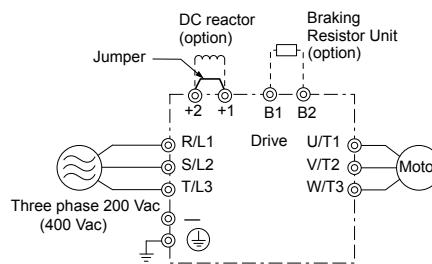 DC reactor
(option)
Braking
Resistor Unit
(option)
Jumper
+2 +1 B1 B2
R/L1 Drive U/T1
S/L2 V/T2 Moto
T/L3 W/T3
Three phase 200 Vac
(400 Vac)
−